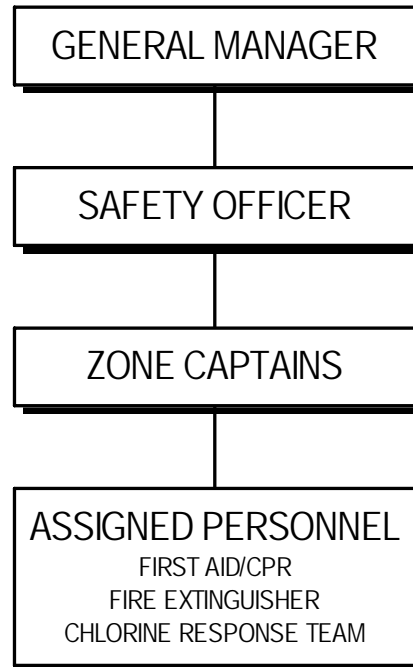 GENERAL MANAGER
SAFETY OFFICER
ZONE CAPTAINS
ASSIGNED PERSONNEL
FIRST AID/CPR
FIRE EXTINGUISHER
CHLORINE RESPONSE TEAM